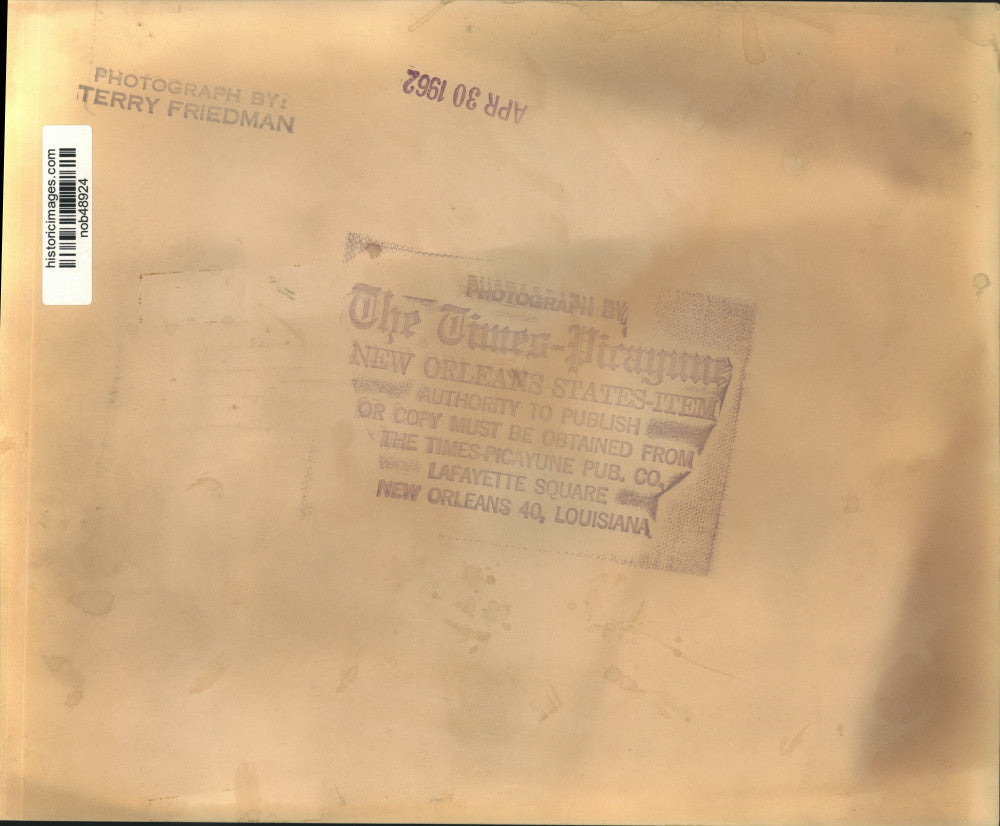 PHOTOGRAPH BY:
TERRY FRIEDMAN
APR 30 1962
historicimages.com
nob48924
PHOTOGRAPH BY
The Times-Picayune
NEW ORLEANS STATES-ITEM
AUTHORITY TO PUBLISH
OR COPY MUST BE OBTAINED FROM
THE TIMES-PICAYUNE PUB. CO.
LAFAYETTE SQUARE
NEW ORLEANS 40, LOUISIANA